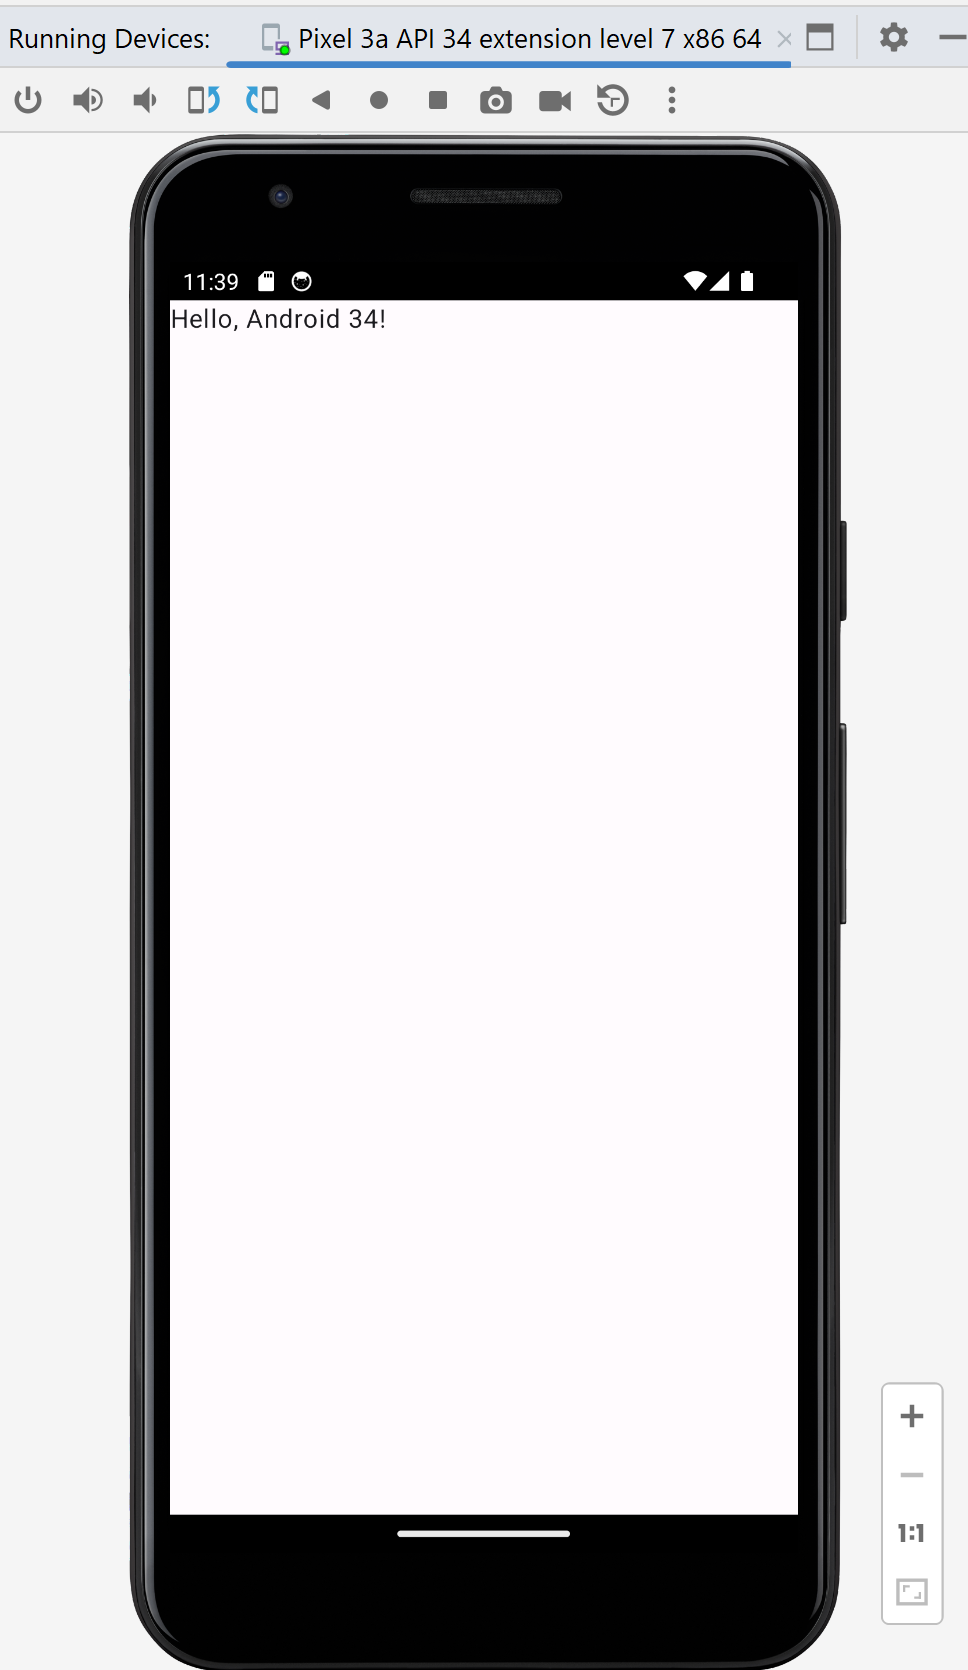 Running Devices: Pixel 3a API 34 extension level 7 x86 64
11:39
Hello, Android 34!
1:1